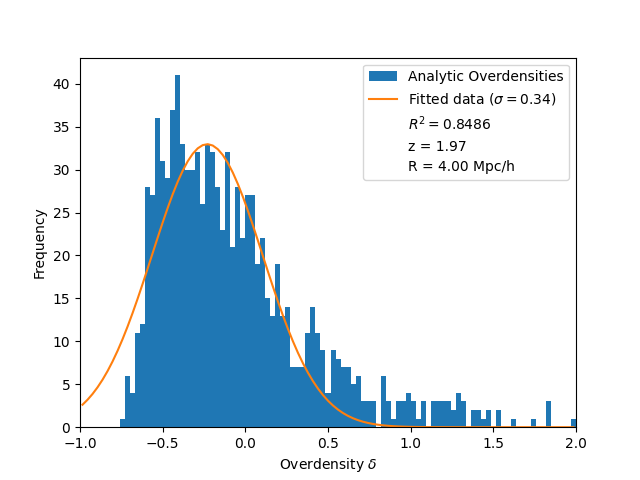 Analytic Overdensities
Fitted data (σ = 0.34)
R² = 0.8486
z = 1.97
R = 4.00 Mpc/h
Frequency
40
35
30
25
20
15
10
5
0
−1.0 −0.5 0.0 0.5 1.0 1.5 2.0
Overdensity δ